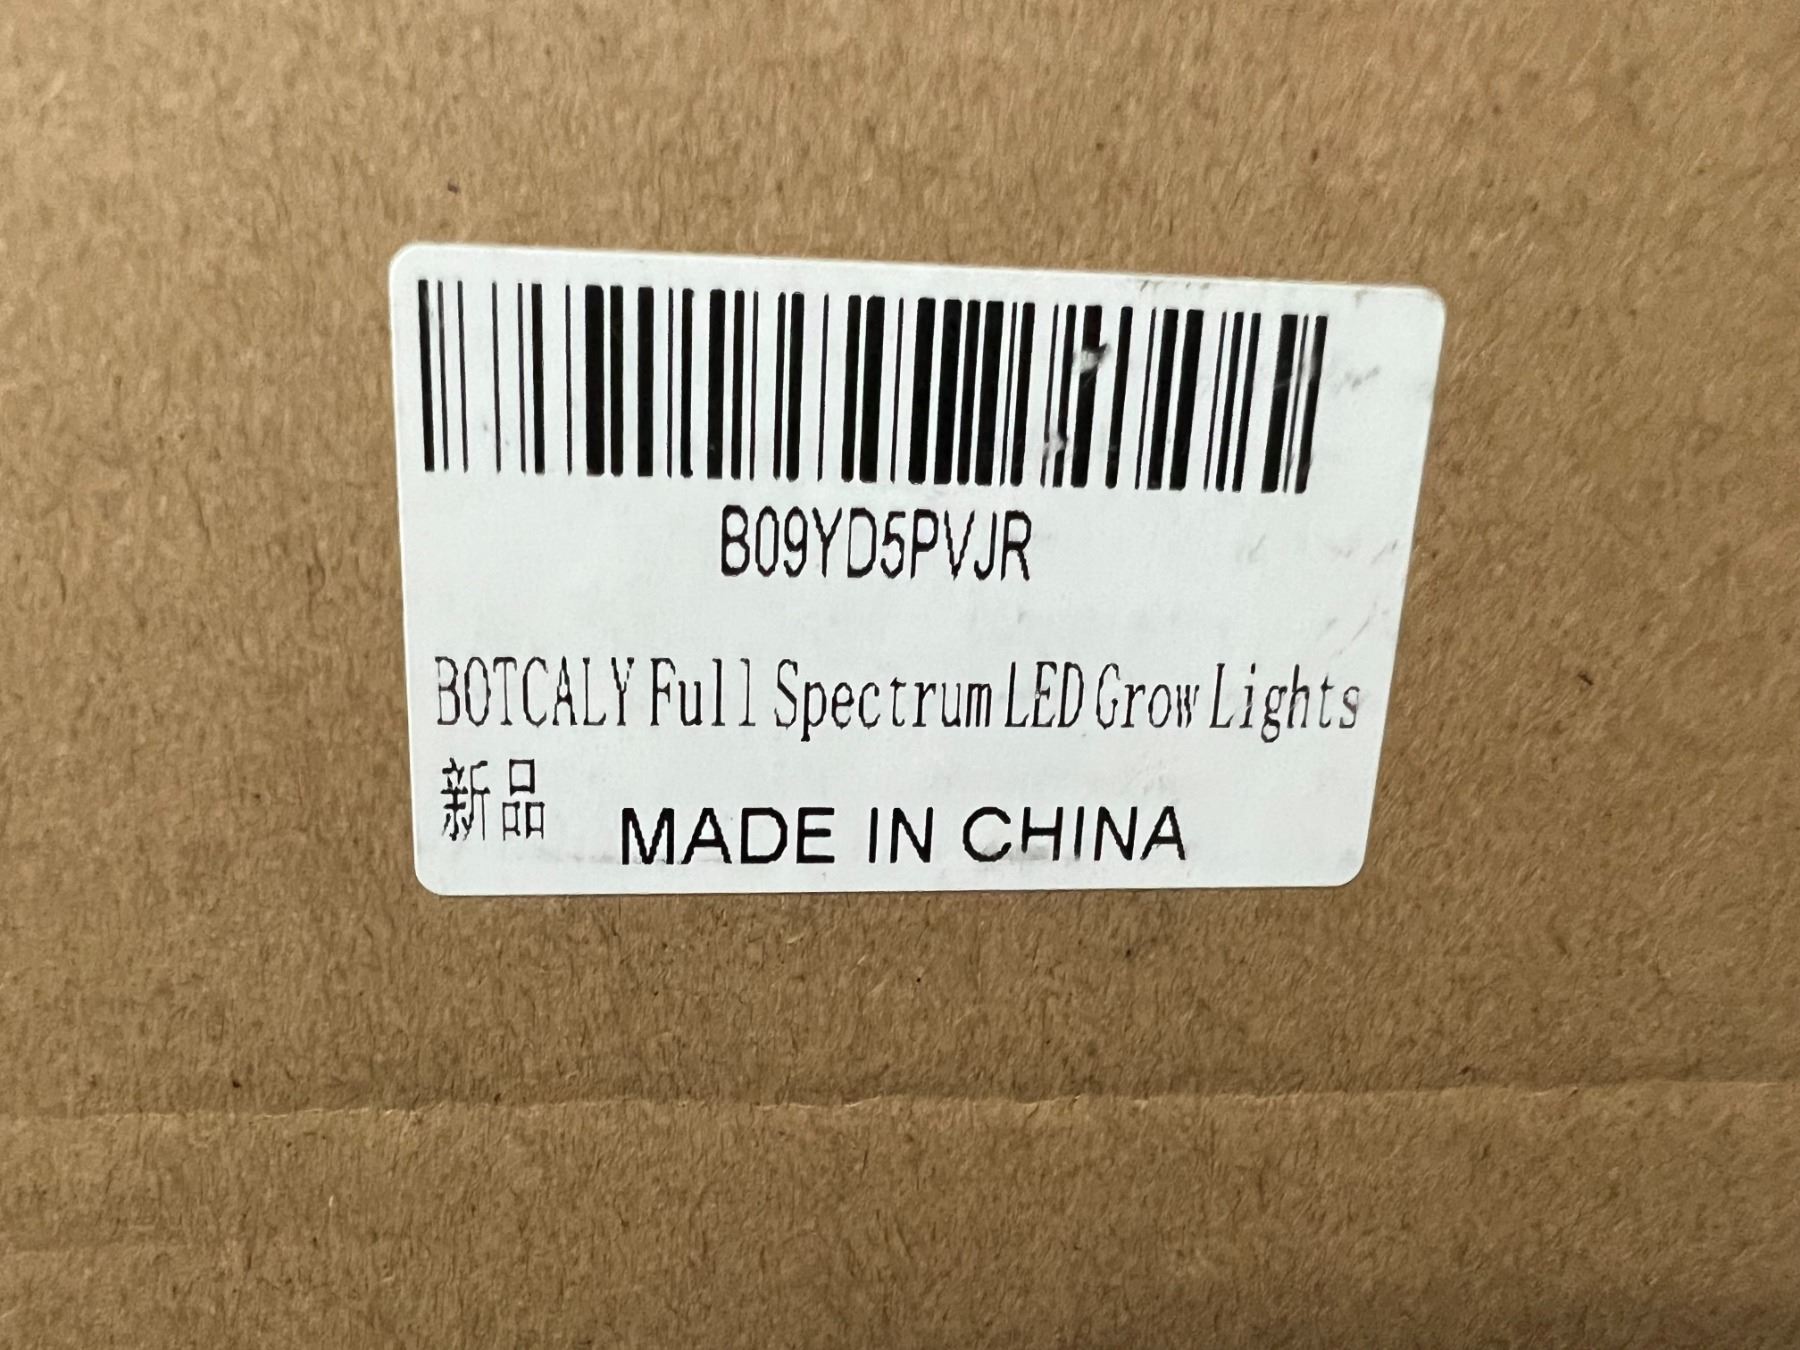 B09YD5PVJR
BOTCALY Full Spectrum LED Grow Lights
新品
MADE IN CHINA